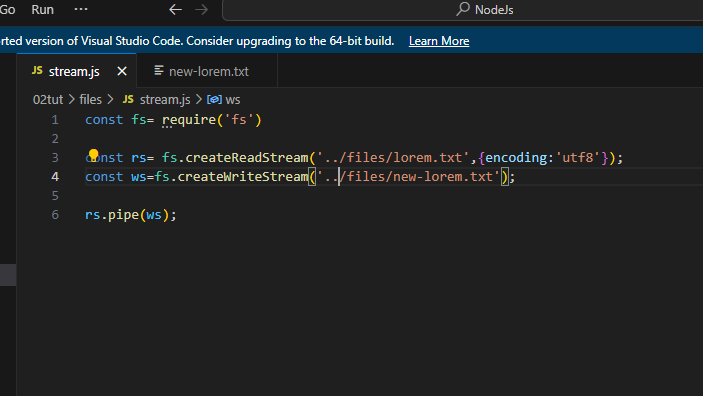 Go Run ··· ← → NodeJs
rted version of Visual Studio Code. Consider upgrading to the 64-bit build. Learn More
JS stream.js × new-lorem.txt
02tut > files > JS stream.js > ws
1 const fs= require('fs')
2
3 const rs= fs.createReadStream('../files/lorem.txt',{encoding:'utf8'});
4 const ws=fs.createWriteStream('../files/new-lorem.txt');
5
6 rs.pipe(ws);